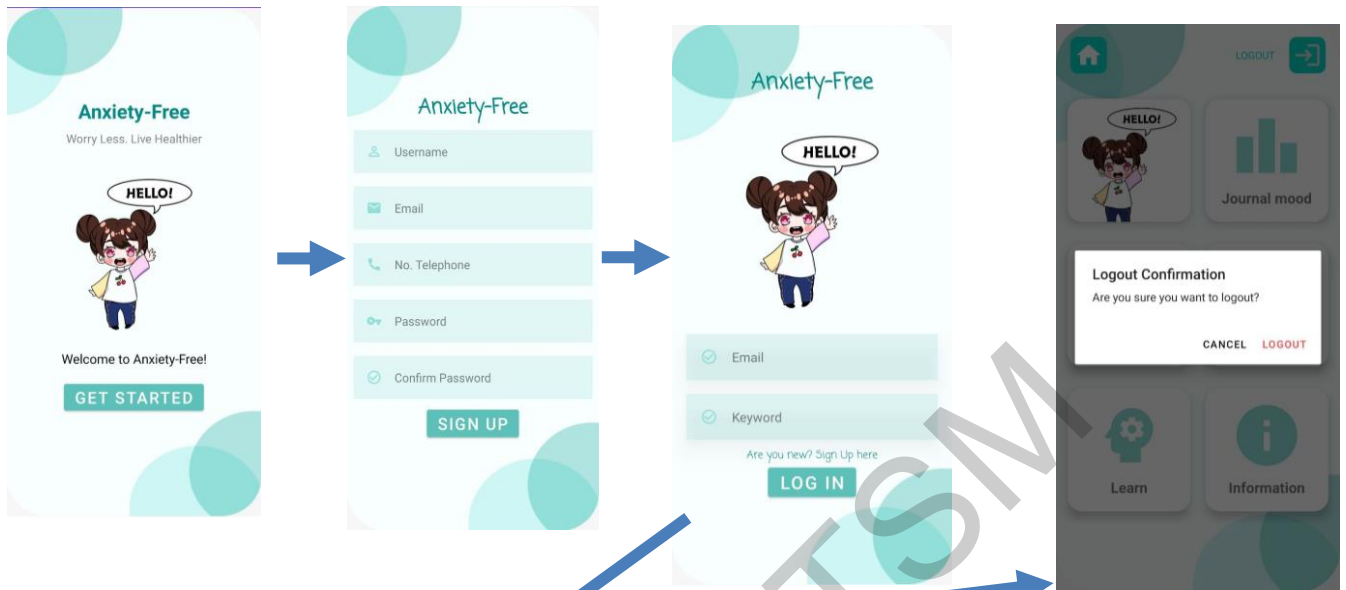 Anxiety-Free
Worry Less. Live Healthier
HELLO!
Welcome to Anxiety-Free!
GET STARTED
Anxiety-Free
Username
Email
No. Telephone
Password
Confirm Password
SIGN UP
Anxiety-Free
HELLO!
Email
Keyword
Are you new? Sign Up here
LOG IN
LOGOUT
HELLO!
Journal mood
Logout Confirmation
Are you sure you want to logout?
CANCEL LOGOUT
Learn
Information
TSM